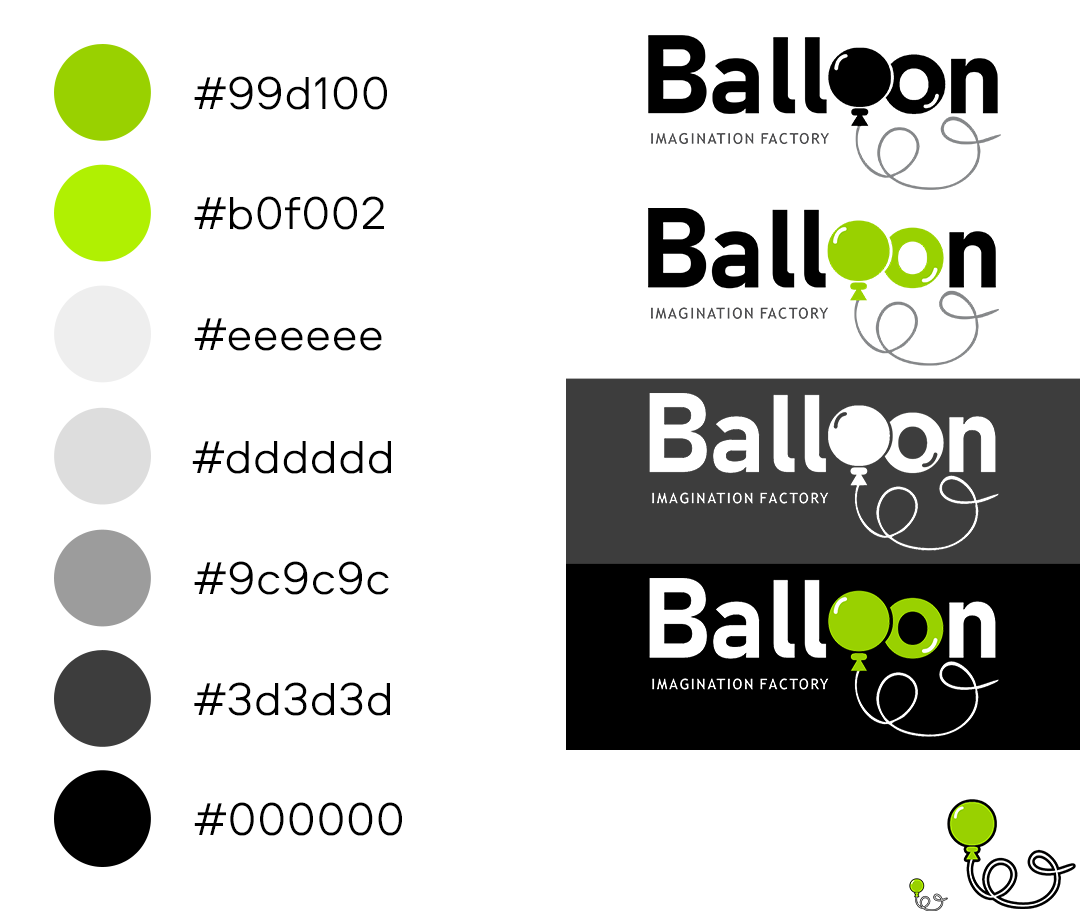 #99d100
#b0f002
#eeeeee
#dddddd
#9c9c9c
#3d3d3d
#000000
Balloon
IMAGINATION FACTORY
Balloon
IMAGINATION FACTORY
Balloon
IMAGINATION FACTORY
Balloon
IMAGINATION FACTORY